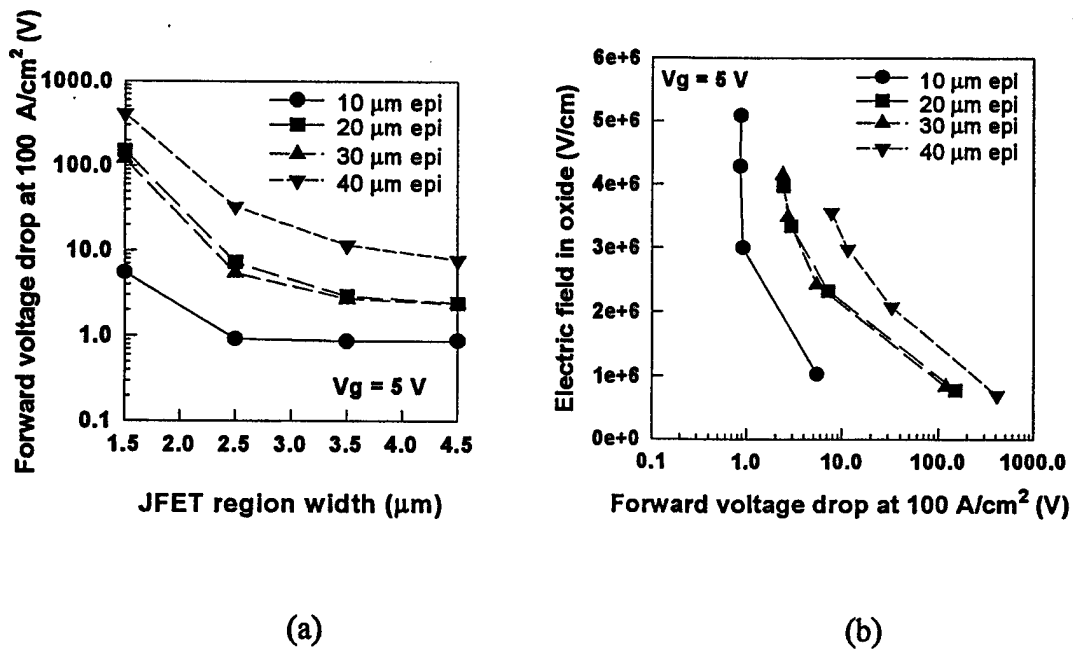 Forward voltage drop at 100 A/cm² (V)
1000.0
100.0
10.0
1.0
0.1
10 μm epi
20 μm epi
30 μm epi
40 μm epi
Vg = 5 V
1.5 2.0 2.5 3.0 3.5 4.0 4.5
JFET region width (μm)
(a)
Electric field in oxide (V/cm)
6e+6
5e+6
4e+6
3e+6
2e+6
1e+6
0e+0
Vg = 5 V
10 μm epi
20 μm epi
30 μm epi
40 μm epi
0.1 1.0 10.0 100.0 1000.0
Forward voltage drop at 100 A/cm² (V)
(b)